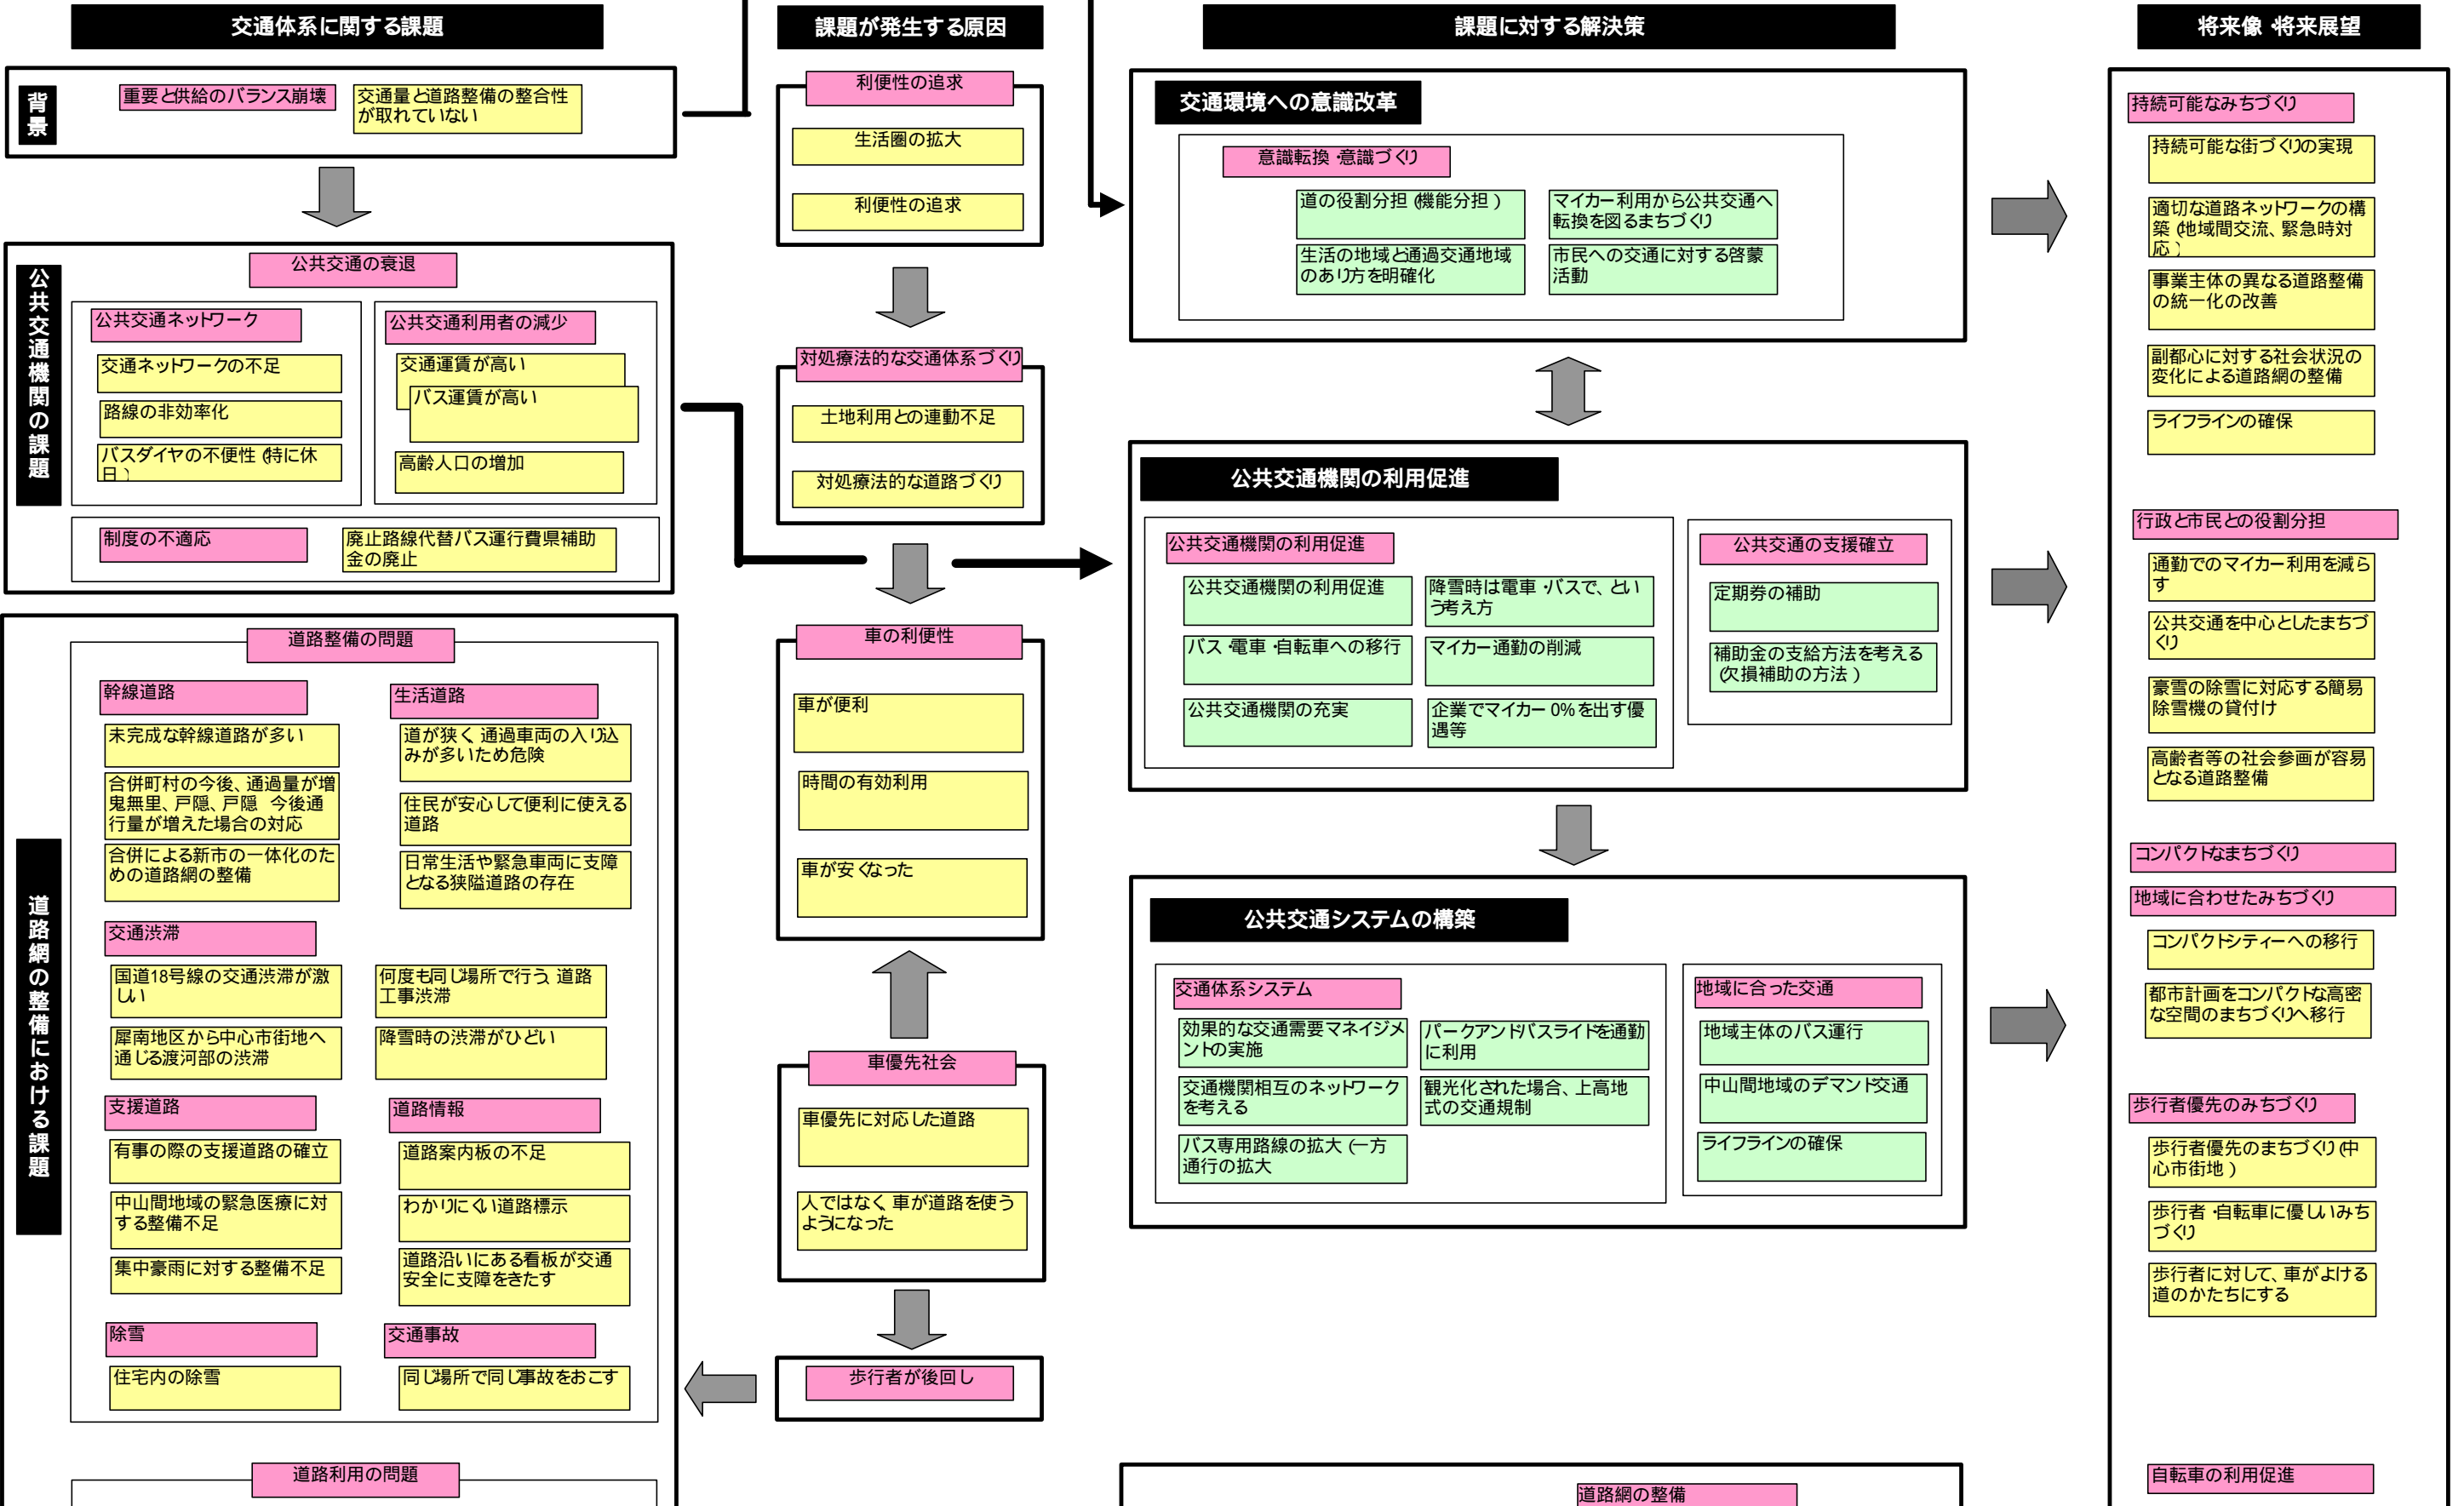 交通体系に関する課題
背景
重要と供給のバランス崩壊
交通量と道路整備の整合性
が取れていない
公共交通機関の課題
公共交通の衰退
公共交通ネットワーク
交通ネットワークの不足
路線の非効率化
バスダイヤの不便性(特に休
日)
公共交通利用者の減少
交通運賃が高い
バス運賃が高い
高齢人口の増加
制度の不適応
廃止路線代替バス運行費県補助
金の廃止
道路網の整備における課題
道路整備の問題
幹線道路
未完成な幹線道路が多い
合併町村の今後、通過量が増
鬼無里、戸隠、戸隠 今後通
行量が増えた場合の対応
合併による新市の一体化のた
めの道路網の整備
生活道路
道が狭く通過車両の入り込
みが多いため危険
住民が安心して便利に使える
道路
日常生活や緊急車両に支障
となる狭隘道路の存在
交通渋滞
国道18号線の交通渋滞が激
しい
犀南地区から中心市街地へ
通じる渡河部の渋滞
何度も同じ場所で行う道路
工事渋滞
降雪時の渋滞がひどい
支援道路
有事の際の支援道路の確立
中山間地域の緊急医療に対
する整備不足
集中豪雨に対する整備不足
道路情報
道路案内板の不足
わかりにくい道路標示
道路沿いにある看板が交通
安全に支障をきたす
除雪
住宅内の除雪
交通事故
同じ場所で同じ事故をおこす
道路利用の問題
課題が発生する原因
利便性の追求
生活圏の拡大
利便性の追求
対処療法的な交通体系づくり
土地利用との連動不足
対処療法的な道路づくり
車の利便性
車が便利
時間の有効利用
車が安くなった
車優先社会
車優先に対応した道路
人ではなく車が道路を使う
ようになった
歩行者が後回し
課題に対する解決策
交通環境への意識改革
意識転換・意識づくり
道の役割分担(機能分担)
マイカー利用から公共交通へ
転換を図るまちづくり
生活の地域と通過交通地域
のあり方を明確化
市民への交通に対する啓蒙
活動
公共交通機関の利用促進
公共交通機関の利用促進
公共交通機関の利用促進
降雪時は電車・バスで、とい
う考え方
バス・電車・自転車への移行
マイカー通勤の削減
公共交通機関の充実
企業でマイカー0%を出す優
遇等
公共交通の支援確立
定期券の補助
補助金の支給方法を考える
(欠損補助の方法)
公共交通システムの構築
交通体系システム
効果的な交通需要マネイジメ
ントの実施
パークアンドバスライドを通勤
に利用
交通機関相互のネットワーク
を考える
観光化された場合、上高地
式の交通規制
バス専用路線の拡大(一方
通行の拡大
地域に合った交通
地域主体のバス運行
中山間地域のデマンド交通
ライフラインの確保
道路網の整備
将来像・将来展望
持続可能なみちづくり
持続可能な街づくりの実現
適切な道路ネットワークの構
築(地域間交流、緊急時対
応)
事業主体の異なる道路整備
の統一化の改善
副都心に対する社会状況の
変化による道路網の整備
ライフラインの確保
行政と市民との役割分担
通勤でのマイカー利用を減ら
す
公共交通を中心としたまちづ
くり
豪雪の除雪に対応する簡易
除雪機の貸付け
高齢者等の社会参画が容易
となる道路整備
コンパクトなまちづくり
地域に合わせたみちづくり
コンパクトシティーへの移行
都市計画をコンパクトな高密
な空間のまちづくりへ移行
歩行者優先のみちづくり
歩行者優先のまちづくり(中
心市街地)
歩行者・自転車に優しいみち
づくり
歩行者に対して、車がよける
道のかたちにする
自転車の利用促進